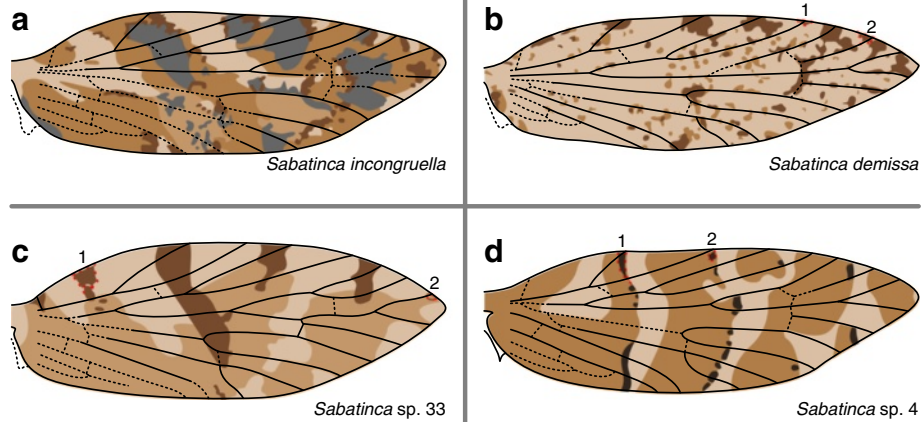 a
Sabatinca incongruella
b
1
2
Sabatinca demissa
c
1
2
Sabatinca sp. 33
d
1
2
Sabatinca sp. 4